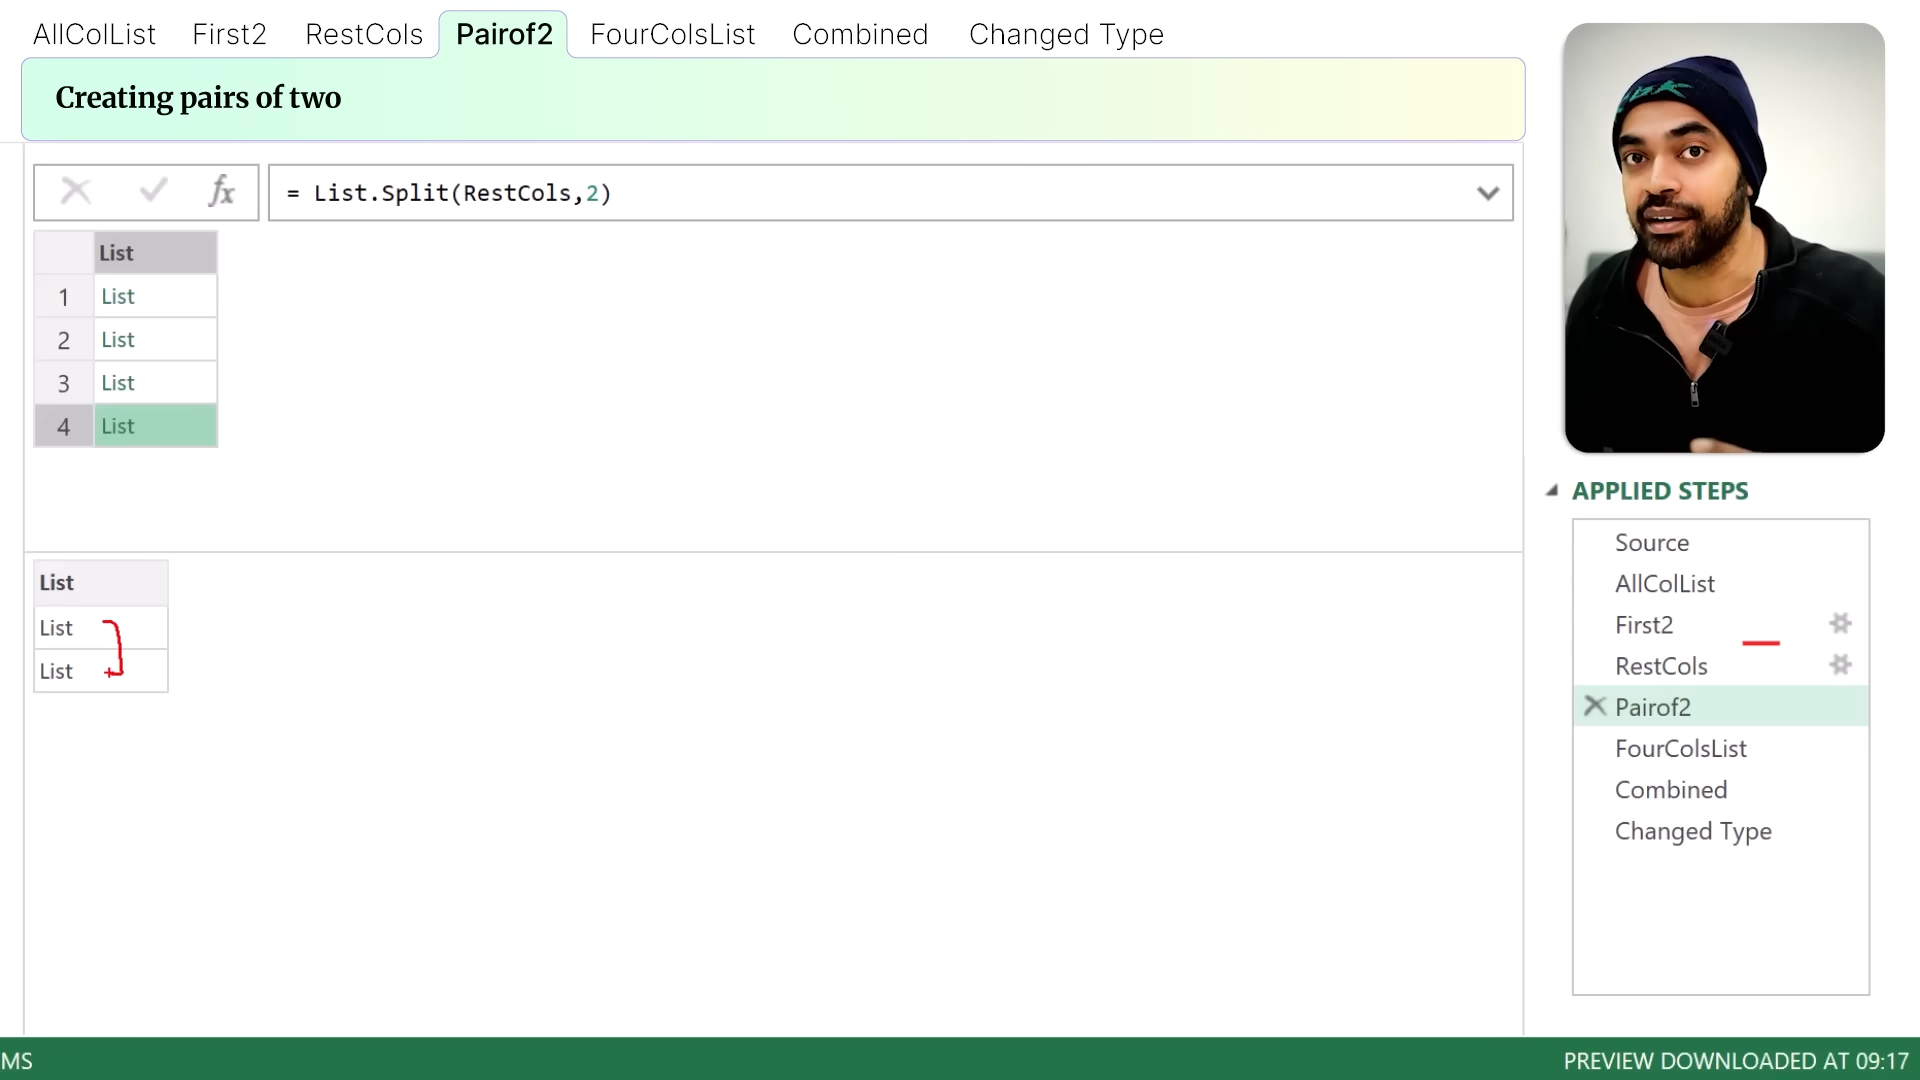 AllColList First2 RestCols Pairof2 FourColsList Combined Changed Type
Creating pairs of two
fx = List.Split(RestCols,2)
List
1 List
2 List
3 List
4 List
List
List
List
APPLIED STEPS
Source
AllColList
First2
RestCols
Pairof2
FourColsList
Combined
Changed Type
MS PREVIEW DOWNLOADED AT 09:17